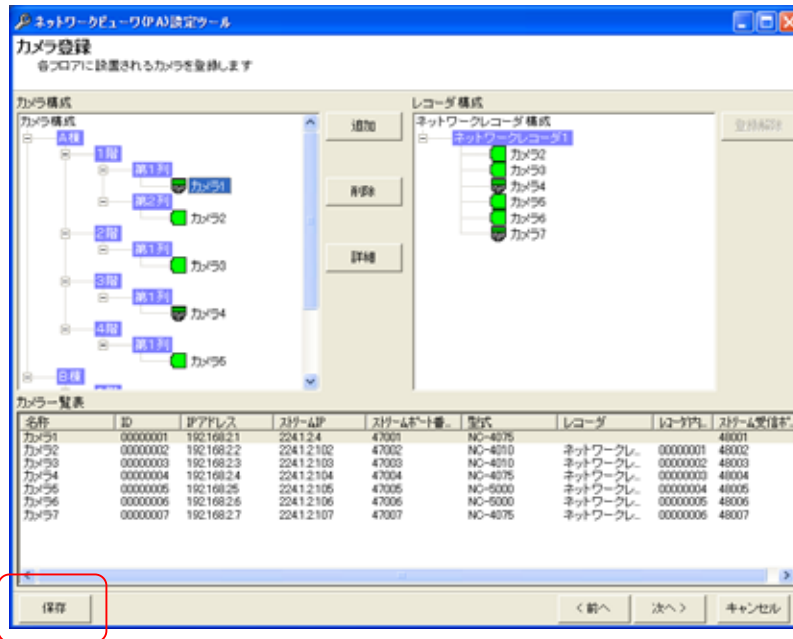 ネットワークビューワ(PA)設定ツール
カメラ登録
各フロアに設置されるカメラを登録します
カメラ構成
カメラ構成
A棟
1階
第1列
カメラ1
第2列
カメラ2
2階
第1列
カメラ3
3階
第1列
カメラ4
4階
第1列
カメラ5
B棟
追加
削除
詳細
レコーダ構成
ネットワークレコーダ構成
ネットワークレコーダ1
カメラ2
カメラ3
カメラ4
カメラ5
カメラ6
カメラ7
登録解除
カメラ一覧表
名称 ID IPアドレス ストリームIP ストリームポート番.. 型式 レコーダ レコーダ内.. ストリーム受信ポ..
カメラ1 00000001 192.168.2.1 224.1.2.4 47001 NC-4075 48001
カメラ2 00000002 192.168.2.2 224.1.2.102 47002 NC-4010 ネットワークレ.. 00000001 48002
カメラ3 00000003 192.168.2.3 224.1.2.103 47003 NC-4010 ネットワークレ.. 00000002 48003
カメラ4 00000004 192.168.2.4 224.1.2.104 47004 NC-4075 ネットワークレ.. 00000003 48004
カメラ5 00000005 192.168.2.5 224.1.2.105 47005 NC-5000 ネットワークレ.. 00000004 48005
カメラ6 00000006 192.168.2.6 224.1.2.106 47006 NC-5000 ネットワークレ.. 00000005 48006
カメラ7 00000007 192.168.2.7 224.1.2.107 47007 NC-4075 ネットワークレ.. 00000006 48007
保存
< 前へ
次へ >
キャンセル